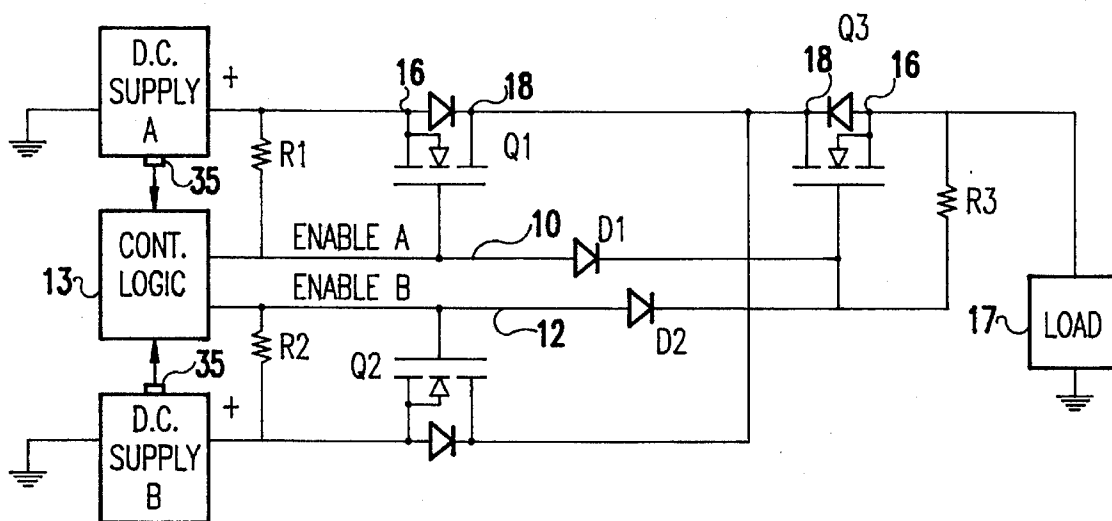 D.C.
SUPPLY
A
+
35
R1
16
18
Q1
Q3
18
16
R3
CONT.
LOGIC
13
ENABLE A
10
D1
ENABLE B
12
D2
R2
Q2
17
LOAD
35
D.C.
SUPPLY
B
+